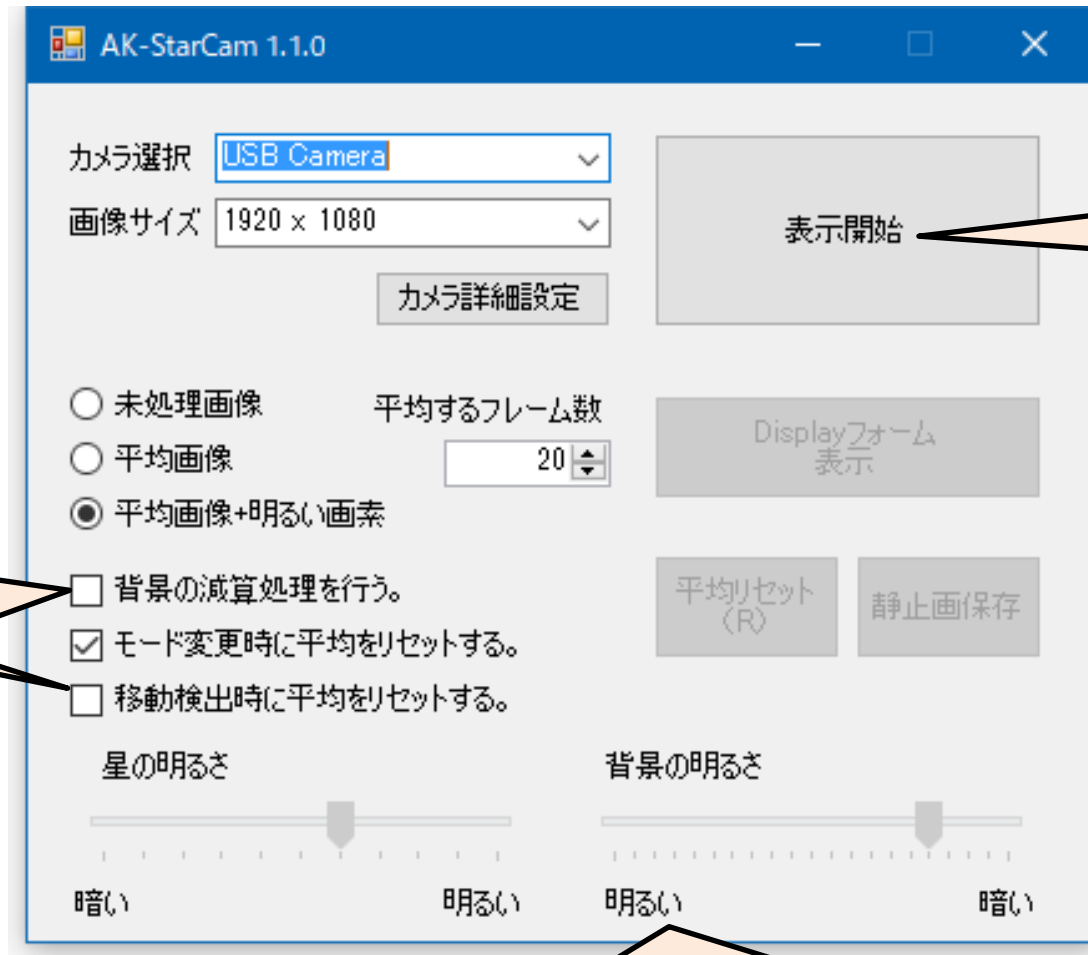 AK-StarCam 1.1.0
カメラ選択 USB Camera
画像サイズ 1920 x 1080
表示開始
カメラ詳細設定
未処理画像
平均するフレーム数
平均画像
20
平均画像+明るい画素
Displayフォーム
表示
背景の減算処理を行う。
モード変更時に平均をリセットする。
移動検出時に平均をリセットする。
平均リセット
(R)
静止画保存
星の明るさ
背景の明るさ
暗い 明るい
明るい 暗い